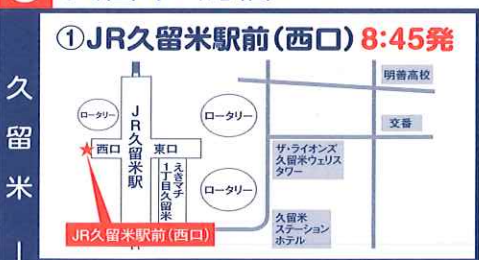 ①JR久留米駅前(西口) 8:45発
久留米ー
明善高校
交番
ロータリー
ロータリー
JR久留米駅
西口
東口
えきマチ
1丁目久留米
ザ・ライオンズ
久留米ウェリス
タワー
ロータリー
久留米
ステーション
ホテル
JR久留米駅前(西口)